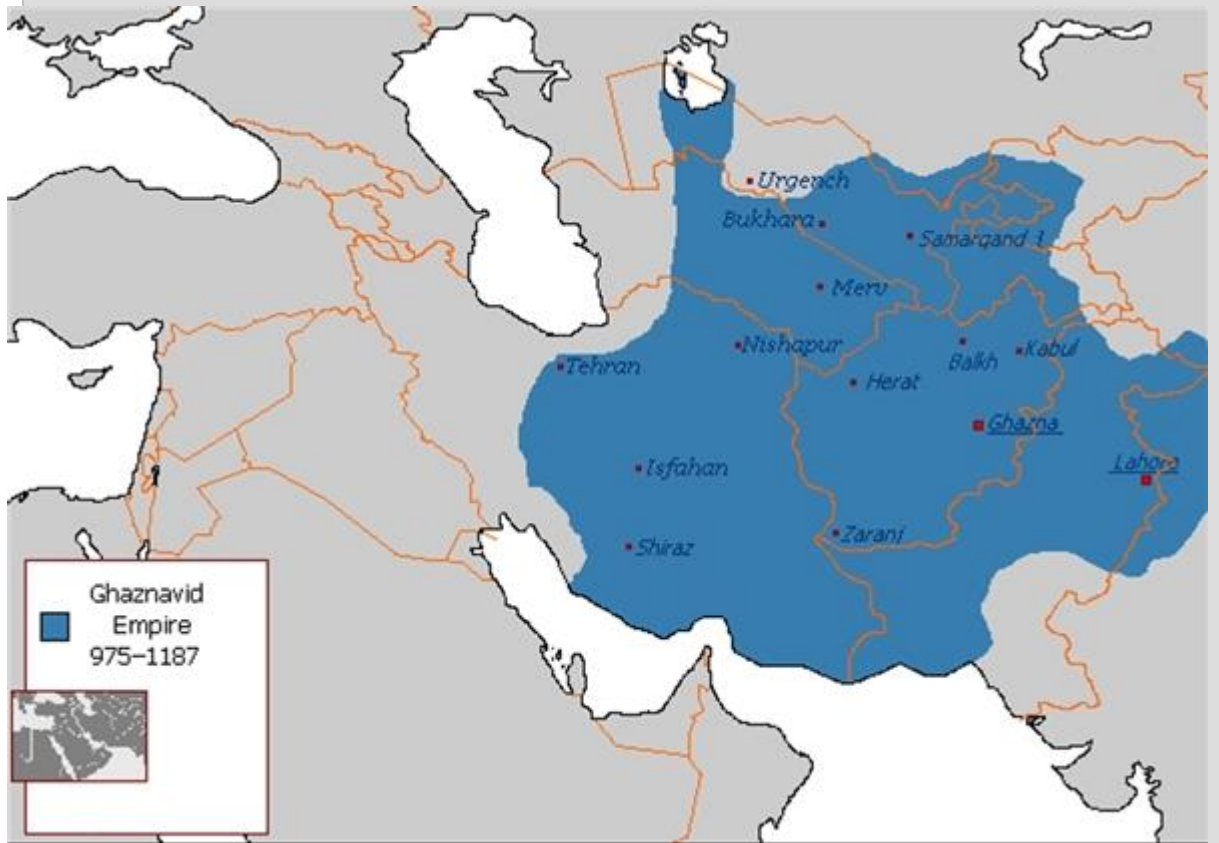 Urgench
Bukhara
Samarqand
Merv
Nishapur
Tehran
Balkh
Kabul
Herat
Ghazna
Isfahan
Lahore
Zaranj
Shiraz
Ghaznavid
Empire
975-1187